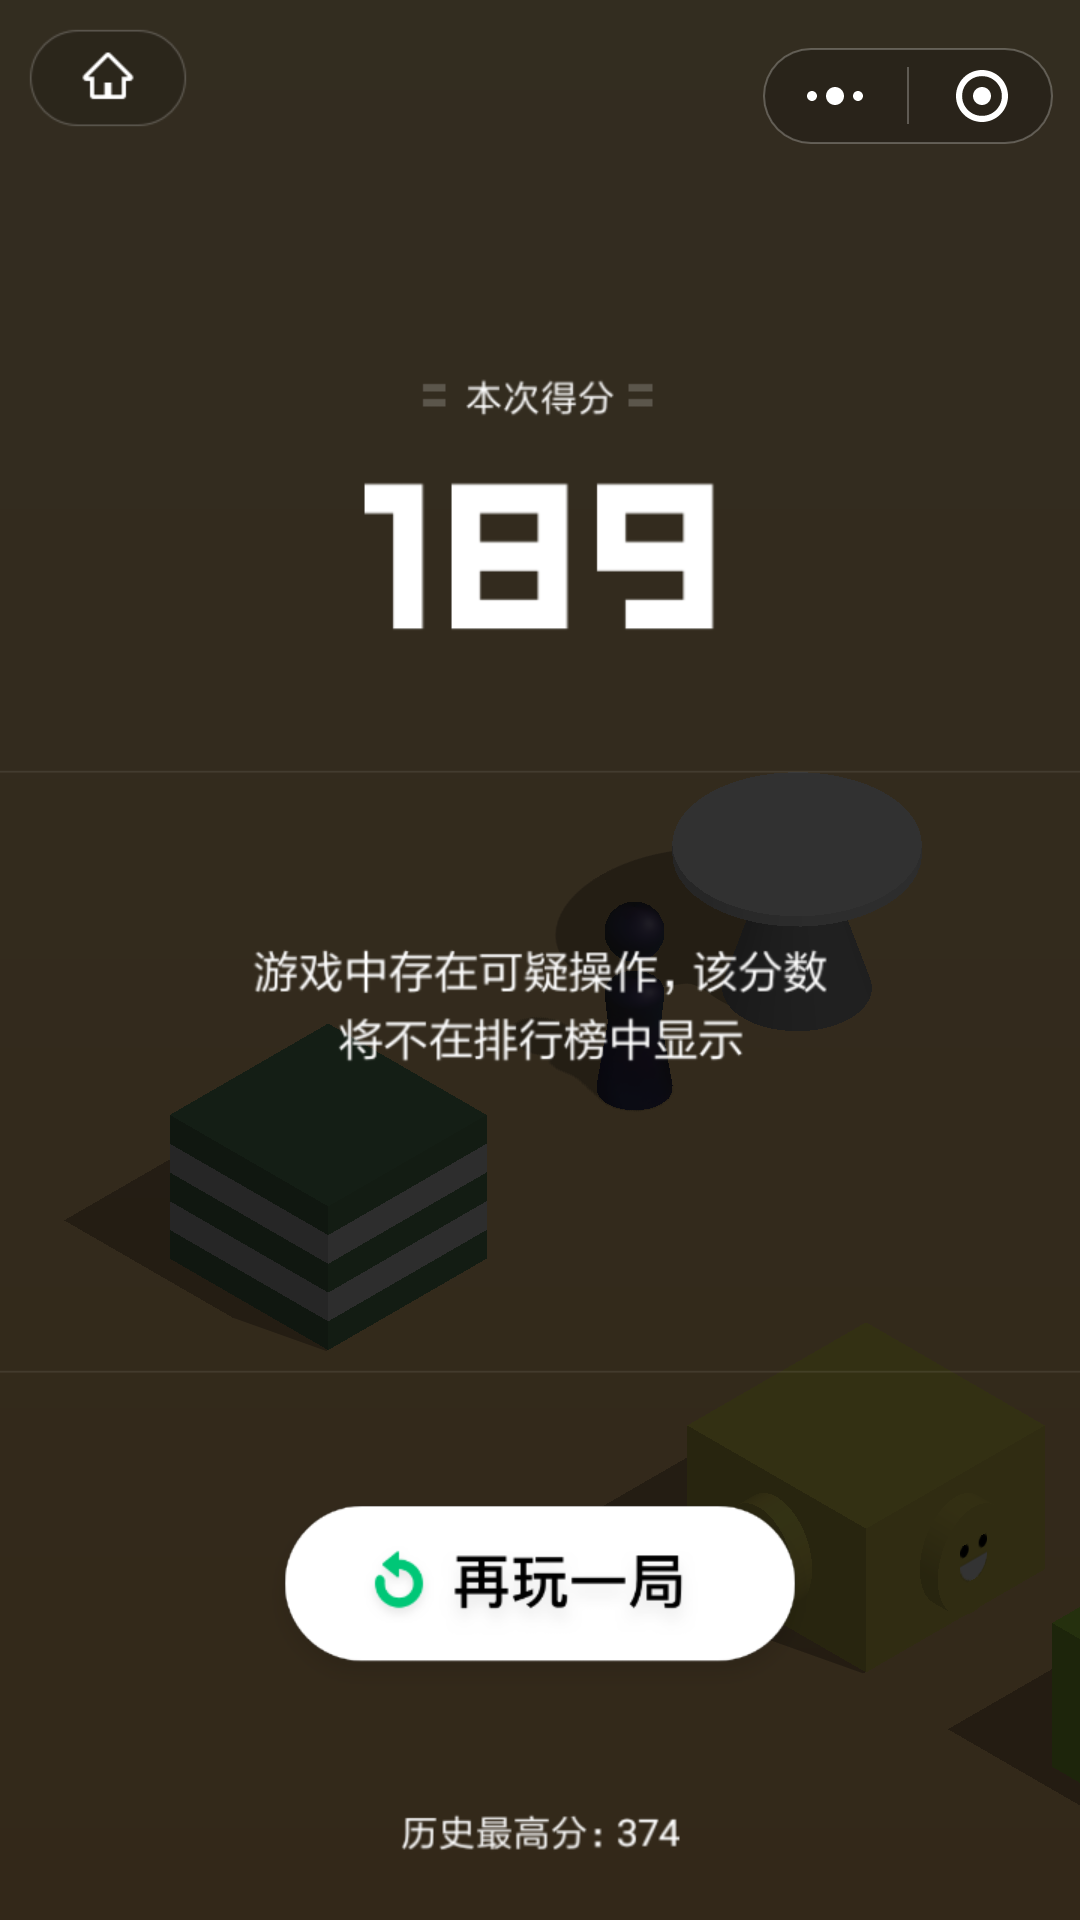 本次得分
189
游戏中存在可疑操作，该分数
将不在排行榜中显示
再玩一局
历史最高分：374